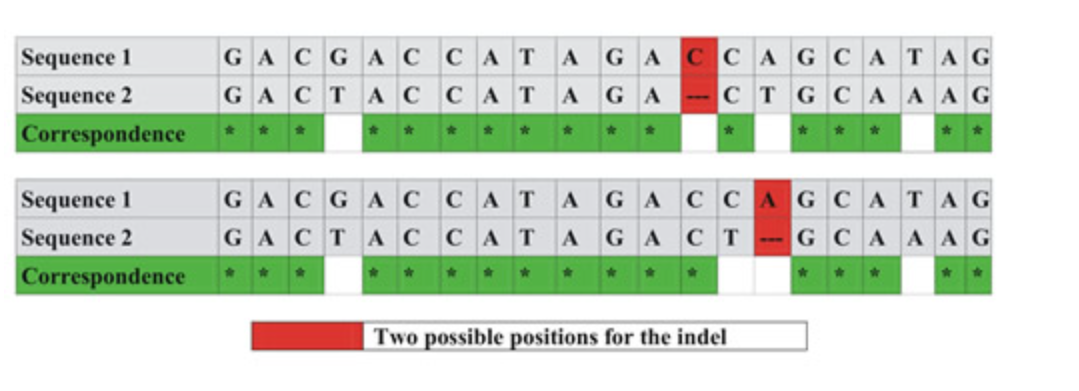 Sequence 1 G A C G A C C A T A G A C C A G C A T A G
Sequence 2 G A C T A C C A T A G A --- C T G C A A A G
Correspondence * * * * * * * * * * * * * * * * *
Sequence 1 G A C G A C C A T A G A C C A G C A T A G
Sequence 2 G A C T A C C A T A G A C T --- G C A A A G
Correspondence * * * * * * * * * * * * * * * * *
Two possible positions for the indel